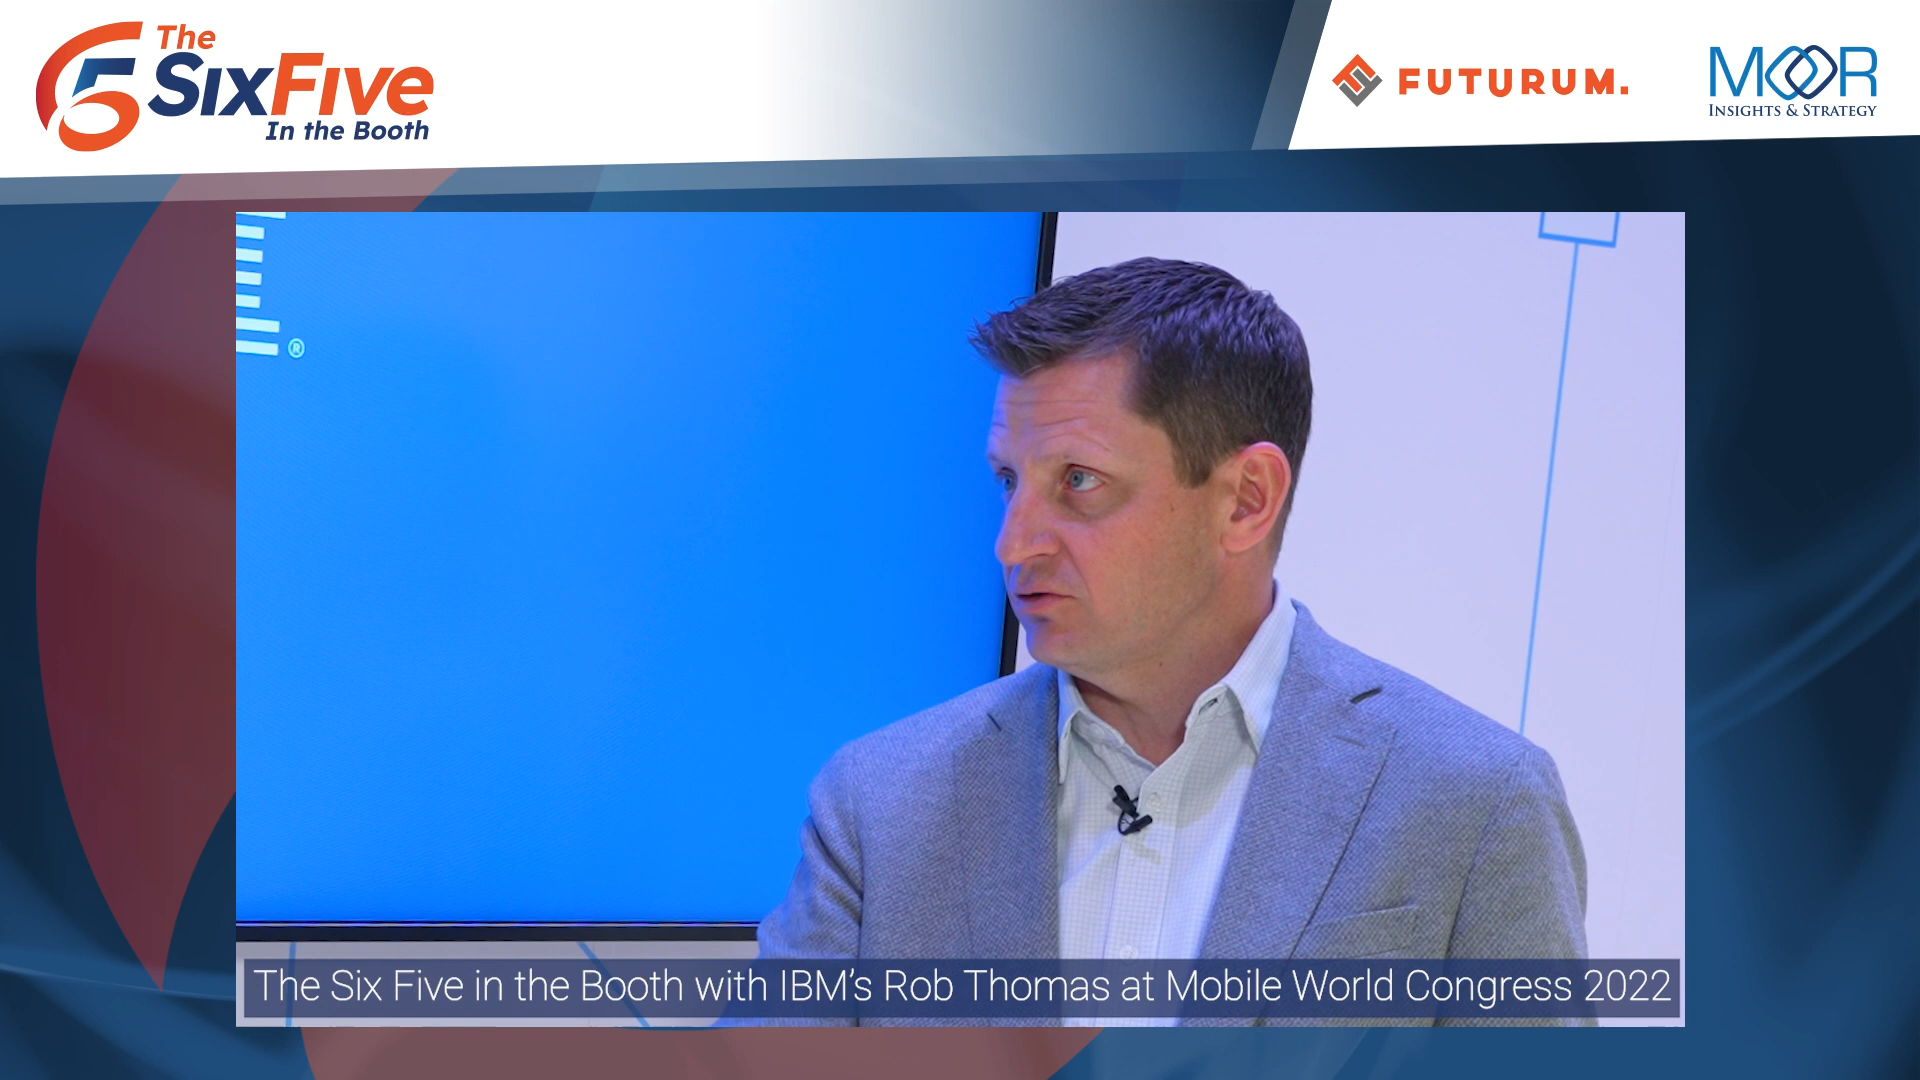 The
SixFive
In the Booth
FUTURUM.
MOOR
INSIGHTS & STRATEGY
®
The Six Five in the Booth with IBM's Rob Thomas at Mobile World Congress 2022